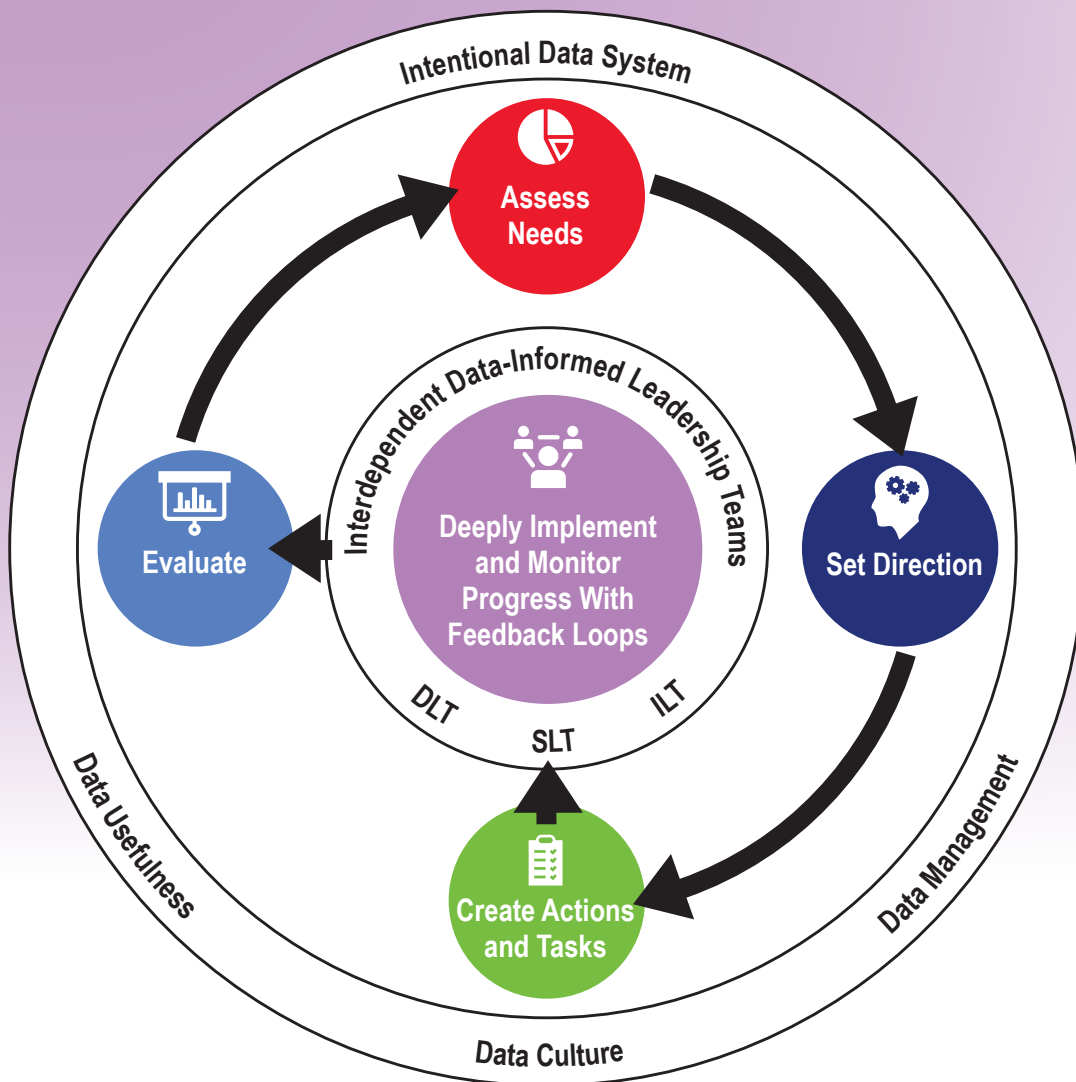 Intentional Data System
Assess
Needs
Interdependent Data-Informed Leadership Teams
Deeply Implement
and Monitor
Progress With
Feedback Loops
Evaluate
Set Direction
DLT
SLT
ILT
Create Actions
and Tasks
Data Usefulness
Data Culture
Data Management